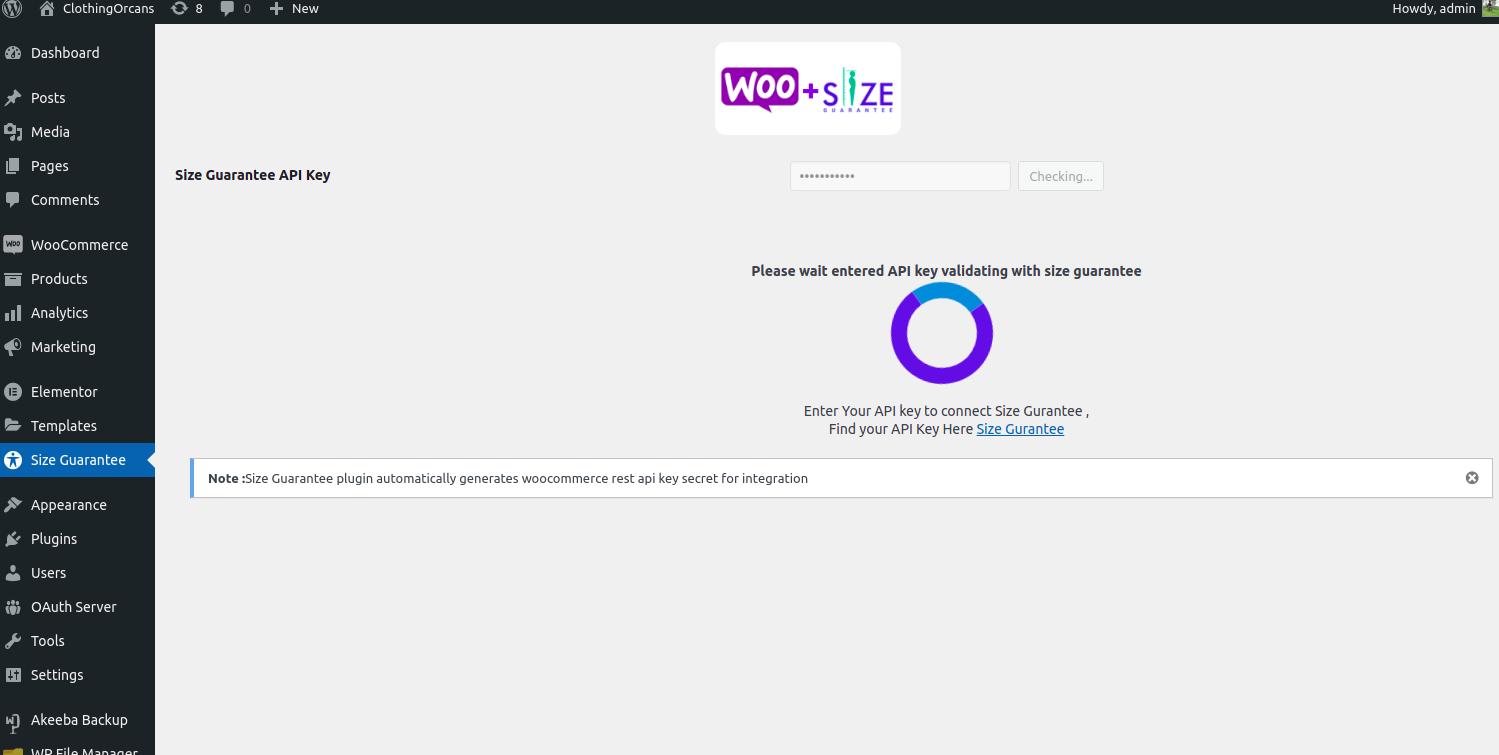 ClothingOrcans 8 0 New Howdy, admin
Dashboard
Posts
Media
Pages
Comments
WooCommerce
Products
Analytics
Marketing
Elementor
Templates
Size Guarantee
Appearance
Plugins
Users
OAuth Server
Tools
Settings
Akeeba Backup
WP File Manager
WOO + SIZE
GUARANTEE
Size Guarantee API Key ••••••••••• Checking...
Please wait entered API key validating with size guarantee
Enter Your API key to connect Size Gurantee ,
Find your API Key Here Size Gurantee
Note :Size Guarantee plugin automatically generates woocommerce rest api key secret for integration